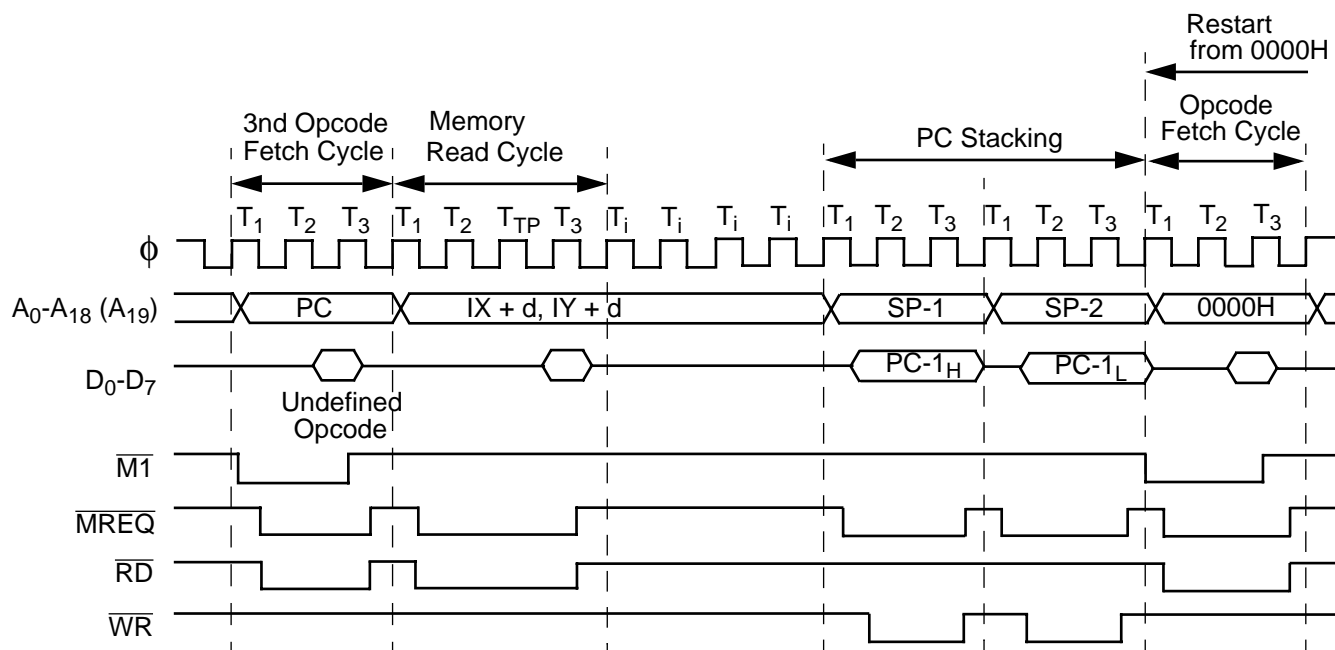 Restart
from 0000H
3nd Opcode
Fetch Cycle
Memory
Read Cycle
PC Stacking
Opcode
Fetch Cycle
T1 T2 T3 T1 T2 TTP T3 Ti Ti Ti Ti T1 T2 T3 T1 T2 T3 T1 T2 T3
ϕ
A0-A18 (A19) PC IX + d, IY + d SP-1 SP-2 0000H
D0-D7 PC-1H PC-1L
Undefined
Opcode
M1
MREQ
RD
WR